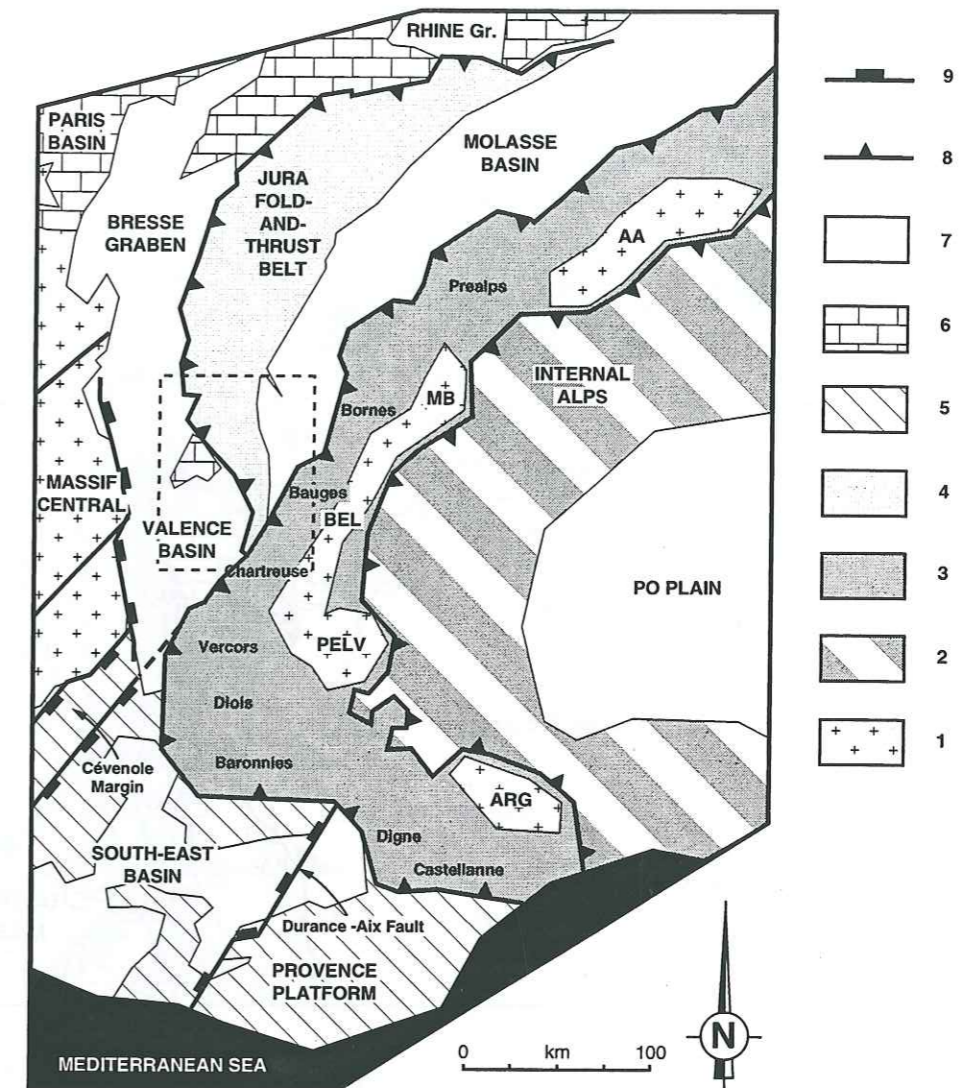 RHINE Gr.
PARIS
BASIN
MOLASSE
BASIN
JURA
FOLD-
AND-
THRUST
BELT
BRESSE
GRABEN
AA
Prealps
INTERNAL
ALPS
MB
Bornes
MASSIF
CENTRAL
Bauges
BEL
VALENCE
BASIN
Chartreuse
PO PLAIN
PELV
Vercors
Diois
Baronnies
Cévenole
Margin
ARG
Digne
SOUTH-EAST
BASIN
Castellanne
Durance -Aix Fault
PROVENCE
PLATFORM
MEDITERRANEAN SEA
0 km 100
N
9
8
7
6
5
4
3
2
1